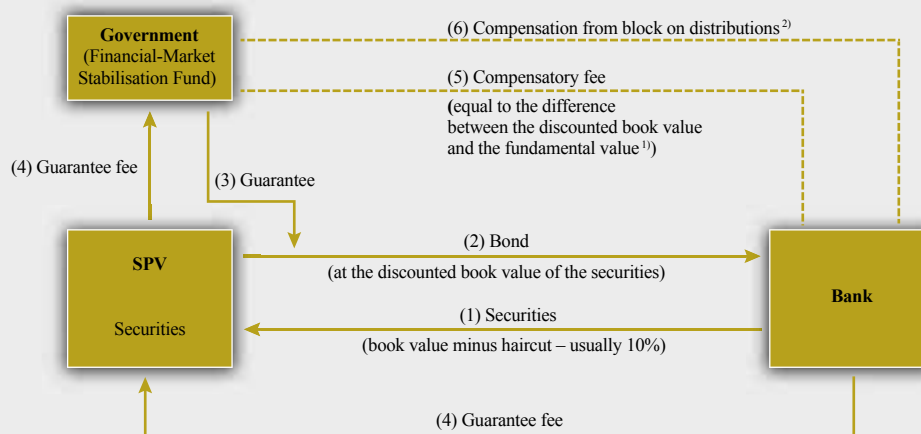 Government
(Financial-Market
Stabilisation Fund)
(6) Compensation from block on distributions 2)
(5) Compensatory fee
(equal to the difference
between the discounted book value
and the fundamental value 1))
(4) Guarantee fee
(3) Guarantee
SPV
Securities
(2) Bond
(at the discounted book value of the securities)
(1) Securities
(book value minus haircut – usually 10%)
Bank
(4) Guarantee fee